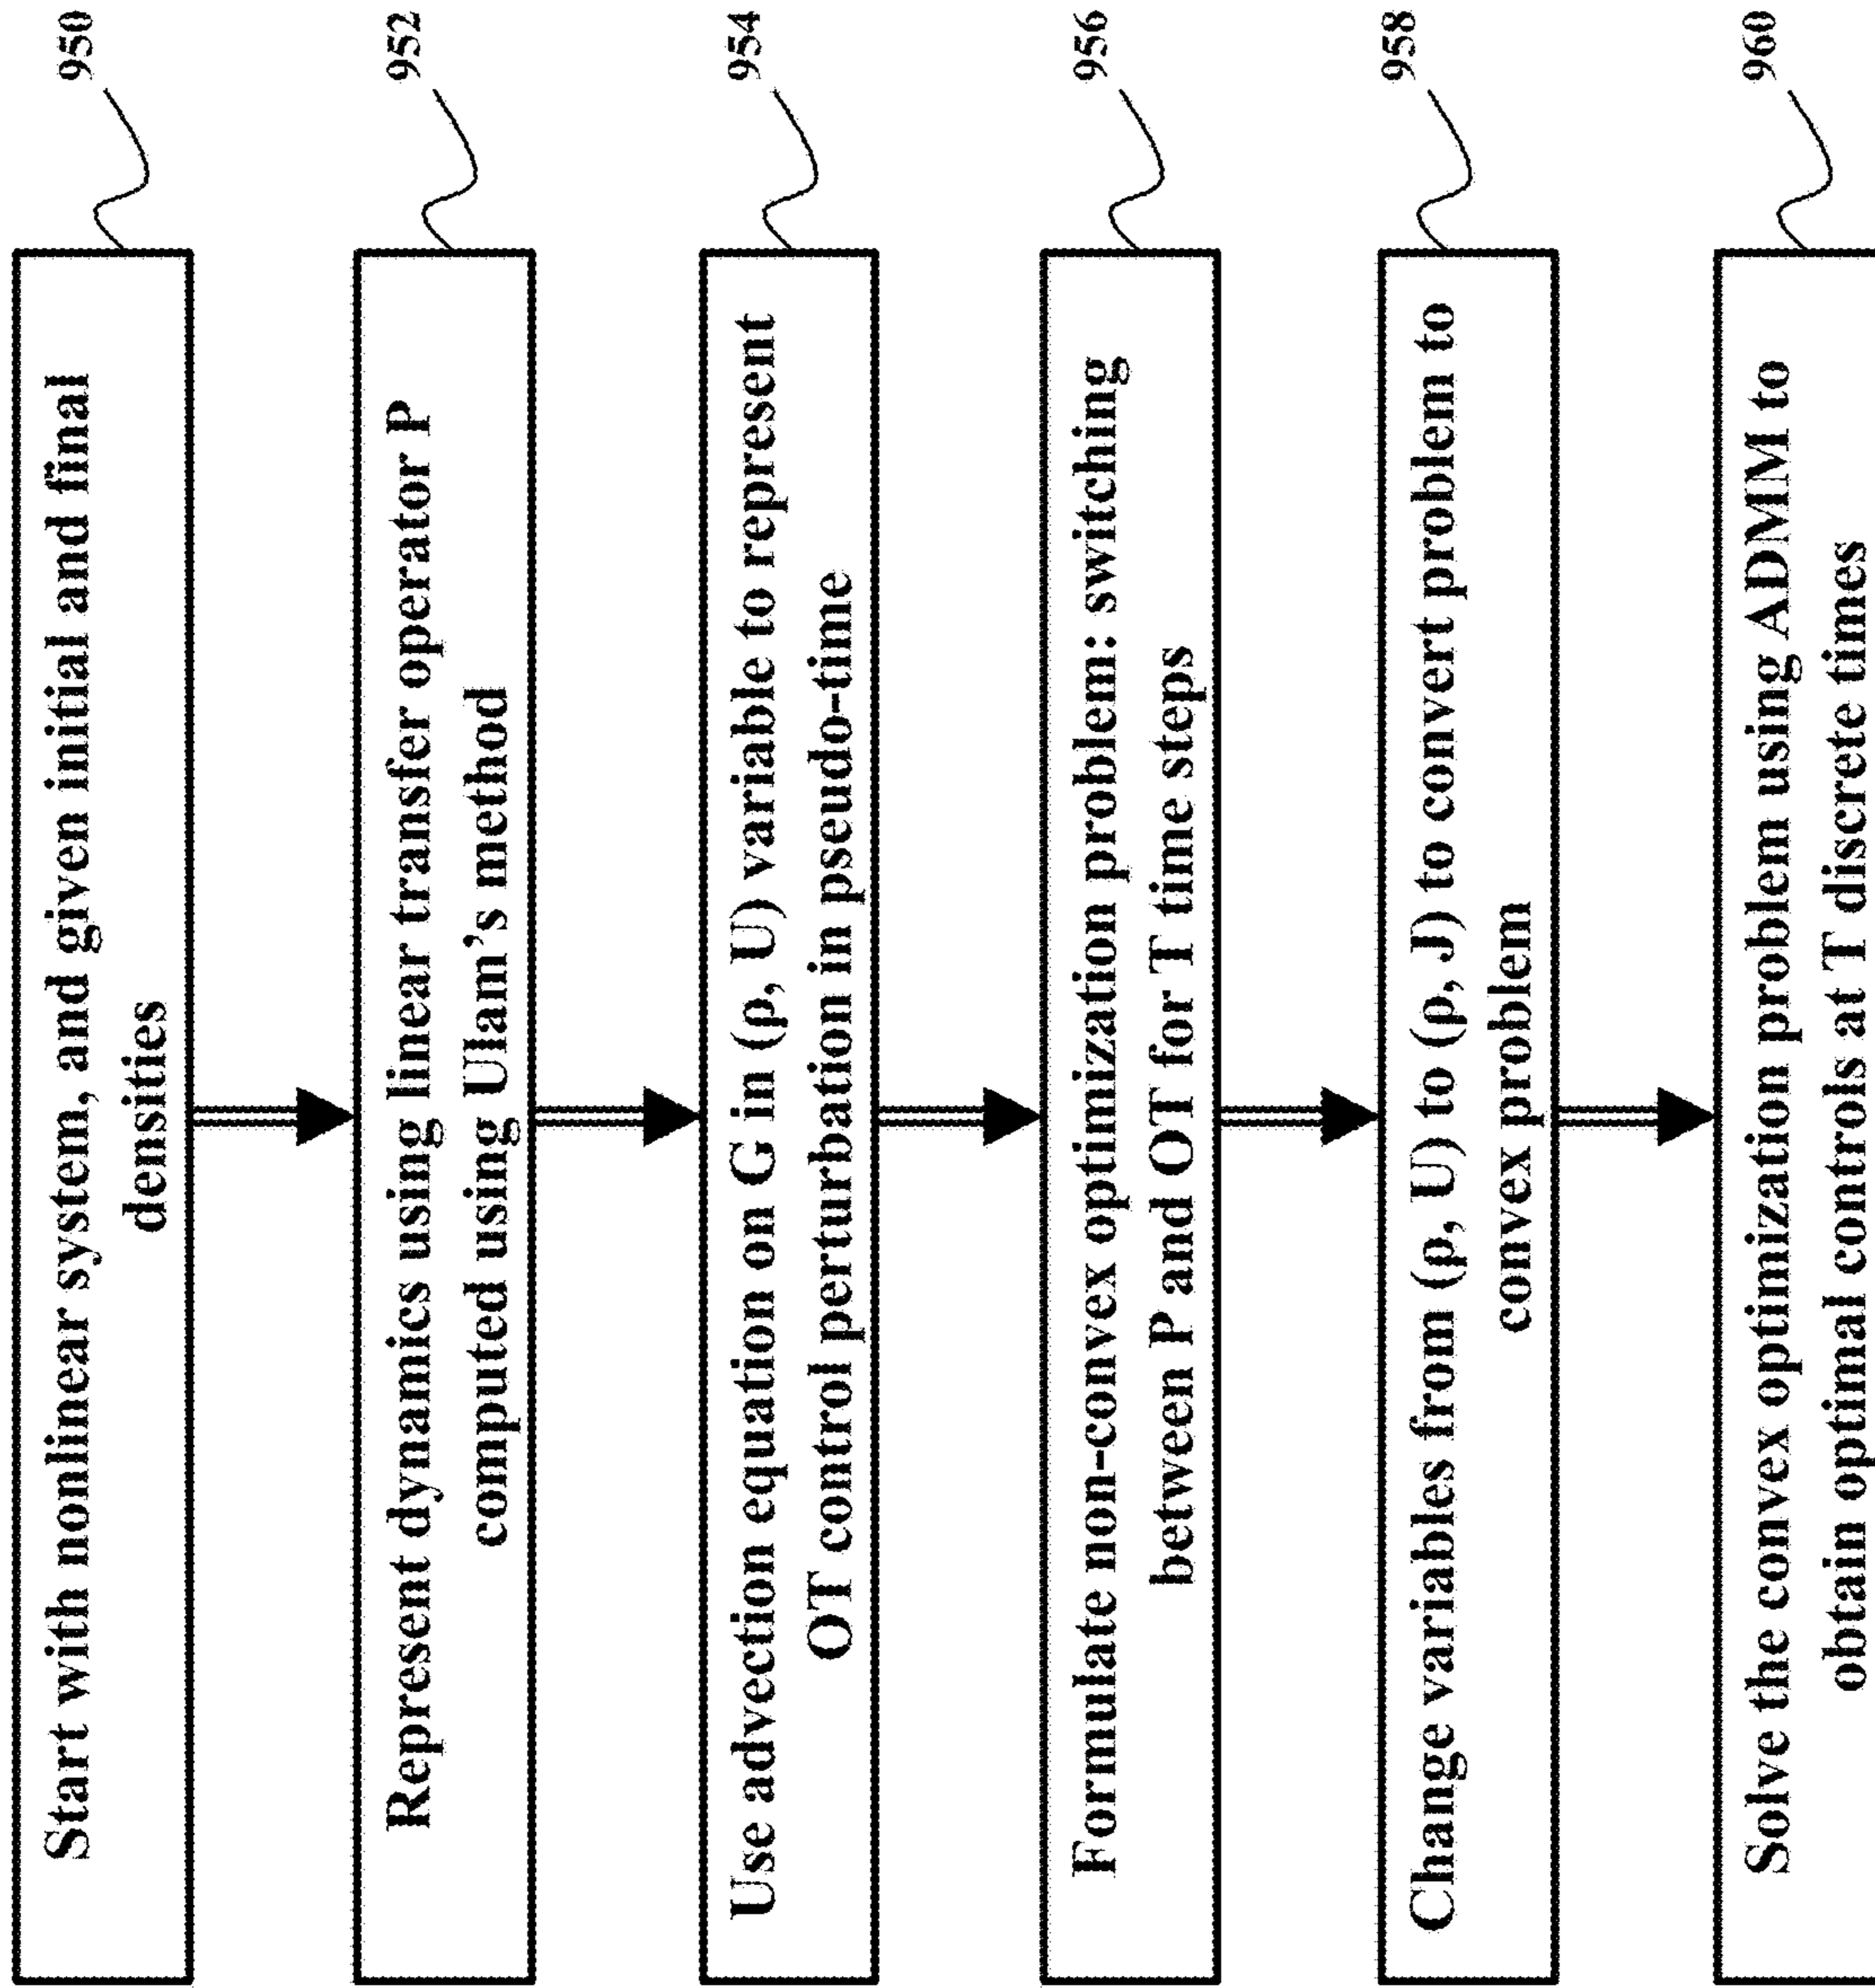 Start with nonlinear system, and given initial and final
densities
950
Represent dynamics using linear transfer operator P
computed using Ulam's method
952
Use advection equation on G in (ρ, U) variable to represent
OT control perturbation in pseudo-time
954
Formulate non-convex optimization problem: switching
between P and OT for T time steps
956
Change variables from (ρ, U) to (ρ, J) to convert problem to
convex problem
958
Solve the convex optimization problem using ADMM to
obtain optimal controls at T discrete times
960